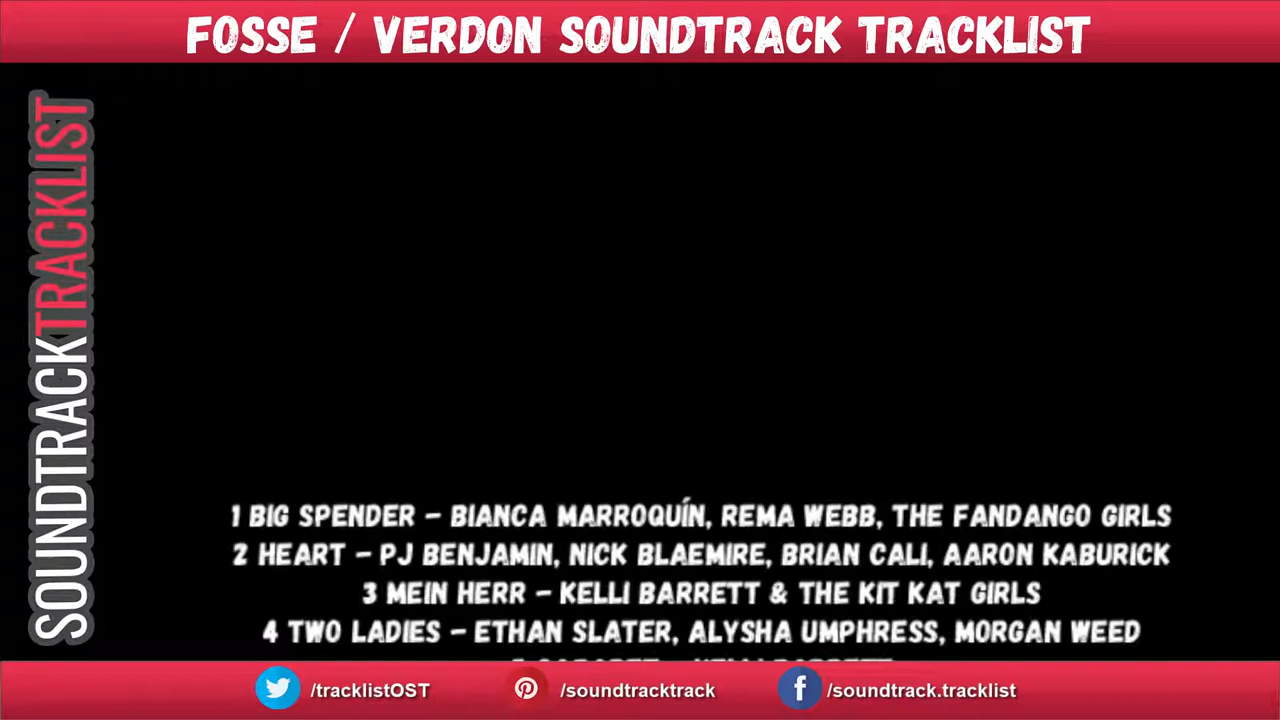 FOSSE / VERDON SOUNDTRACK TRACKLIST
SOUNDTRACKTRACKLIST
1 BIG SPENDER – BIANCA MARROQUÍN, REMA WEBB, THE FANDANGO GIRLS
2 HEART – PJ BENJAMIN, NICK BLAEMIRE, BRIAN CALI, AARON KABURICK
3 MEIN HERR – KELLI BARRETT & THE KIT KAT GIRLS
4 TWO LADIES – ETHAN SLATER, ALYSHA UMPHRESS, MORGAN WEED
/tracklistOST
/soundtracktrack
/soundtrack.tracklist